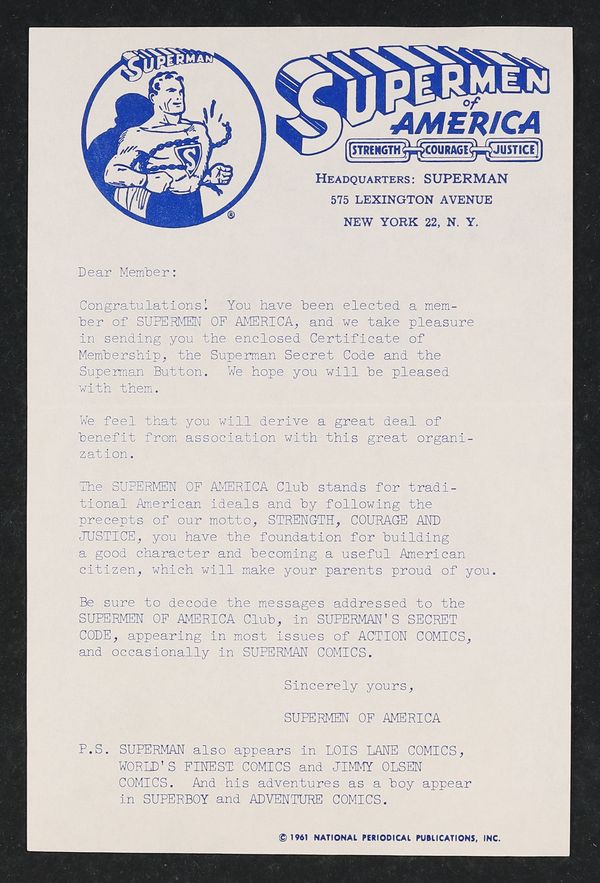 SUPERMAN
S
®
SUPERMEN
of
AMERICA
STRENGTH COURAGE JUSTICE
HEADQUARTERS: SUPERMAN
575 LEXINGTON AVENUE
NEW YORK 22, N. Y.
Dear Member:
Congratulations! You have been elected a mem-
ber of SUPERMEN OF AMERICA, and we take pleasure
in sending you the enclosed Certificate of
Membership, the Superman Secret Code and the
Superman Button. We hope you will be pleased
with them.
We feel that you will derive a great deal of
benefit from association with this great organi-
zation.
The SUPERMEN OF AMERICA Club stands for tradi-
tional American ideals and by following the
precepts of our motto, STRENGTH, COURAGE AND
JUSTICE, you have the foundation for building
a good character and becoming a useful American
citizen, which will make your parents proud of you.
Be sure to decode the messages addressed to the
SUPERMEN OF AMERICA Club, in SUPERMAN'S SECRET
CODE, appearing in most issues of ACTION COMICS,
and occasionally in SUPERMAN COMICS.
Sincerely yours,
SUPERMEN OF AMERICA
P.S. SUPERMAN also appears in LOIS LANE COMICS,
WORLD'S FINEST COMICS and JIMMY OLSEN
COMICS. And his adventures as a boy appear
in SUPERBOY and ADVENTURE COMICS.
© 1961 NATIONAL PERIODICAL PUBLICATIONS, INC.